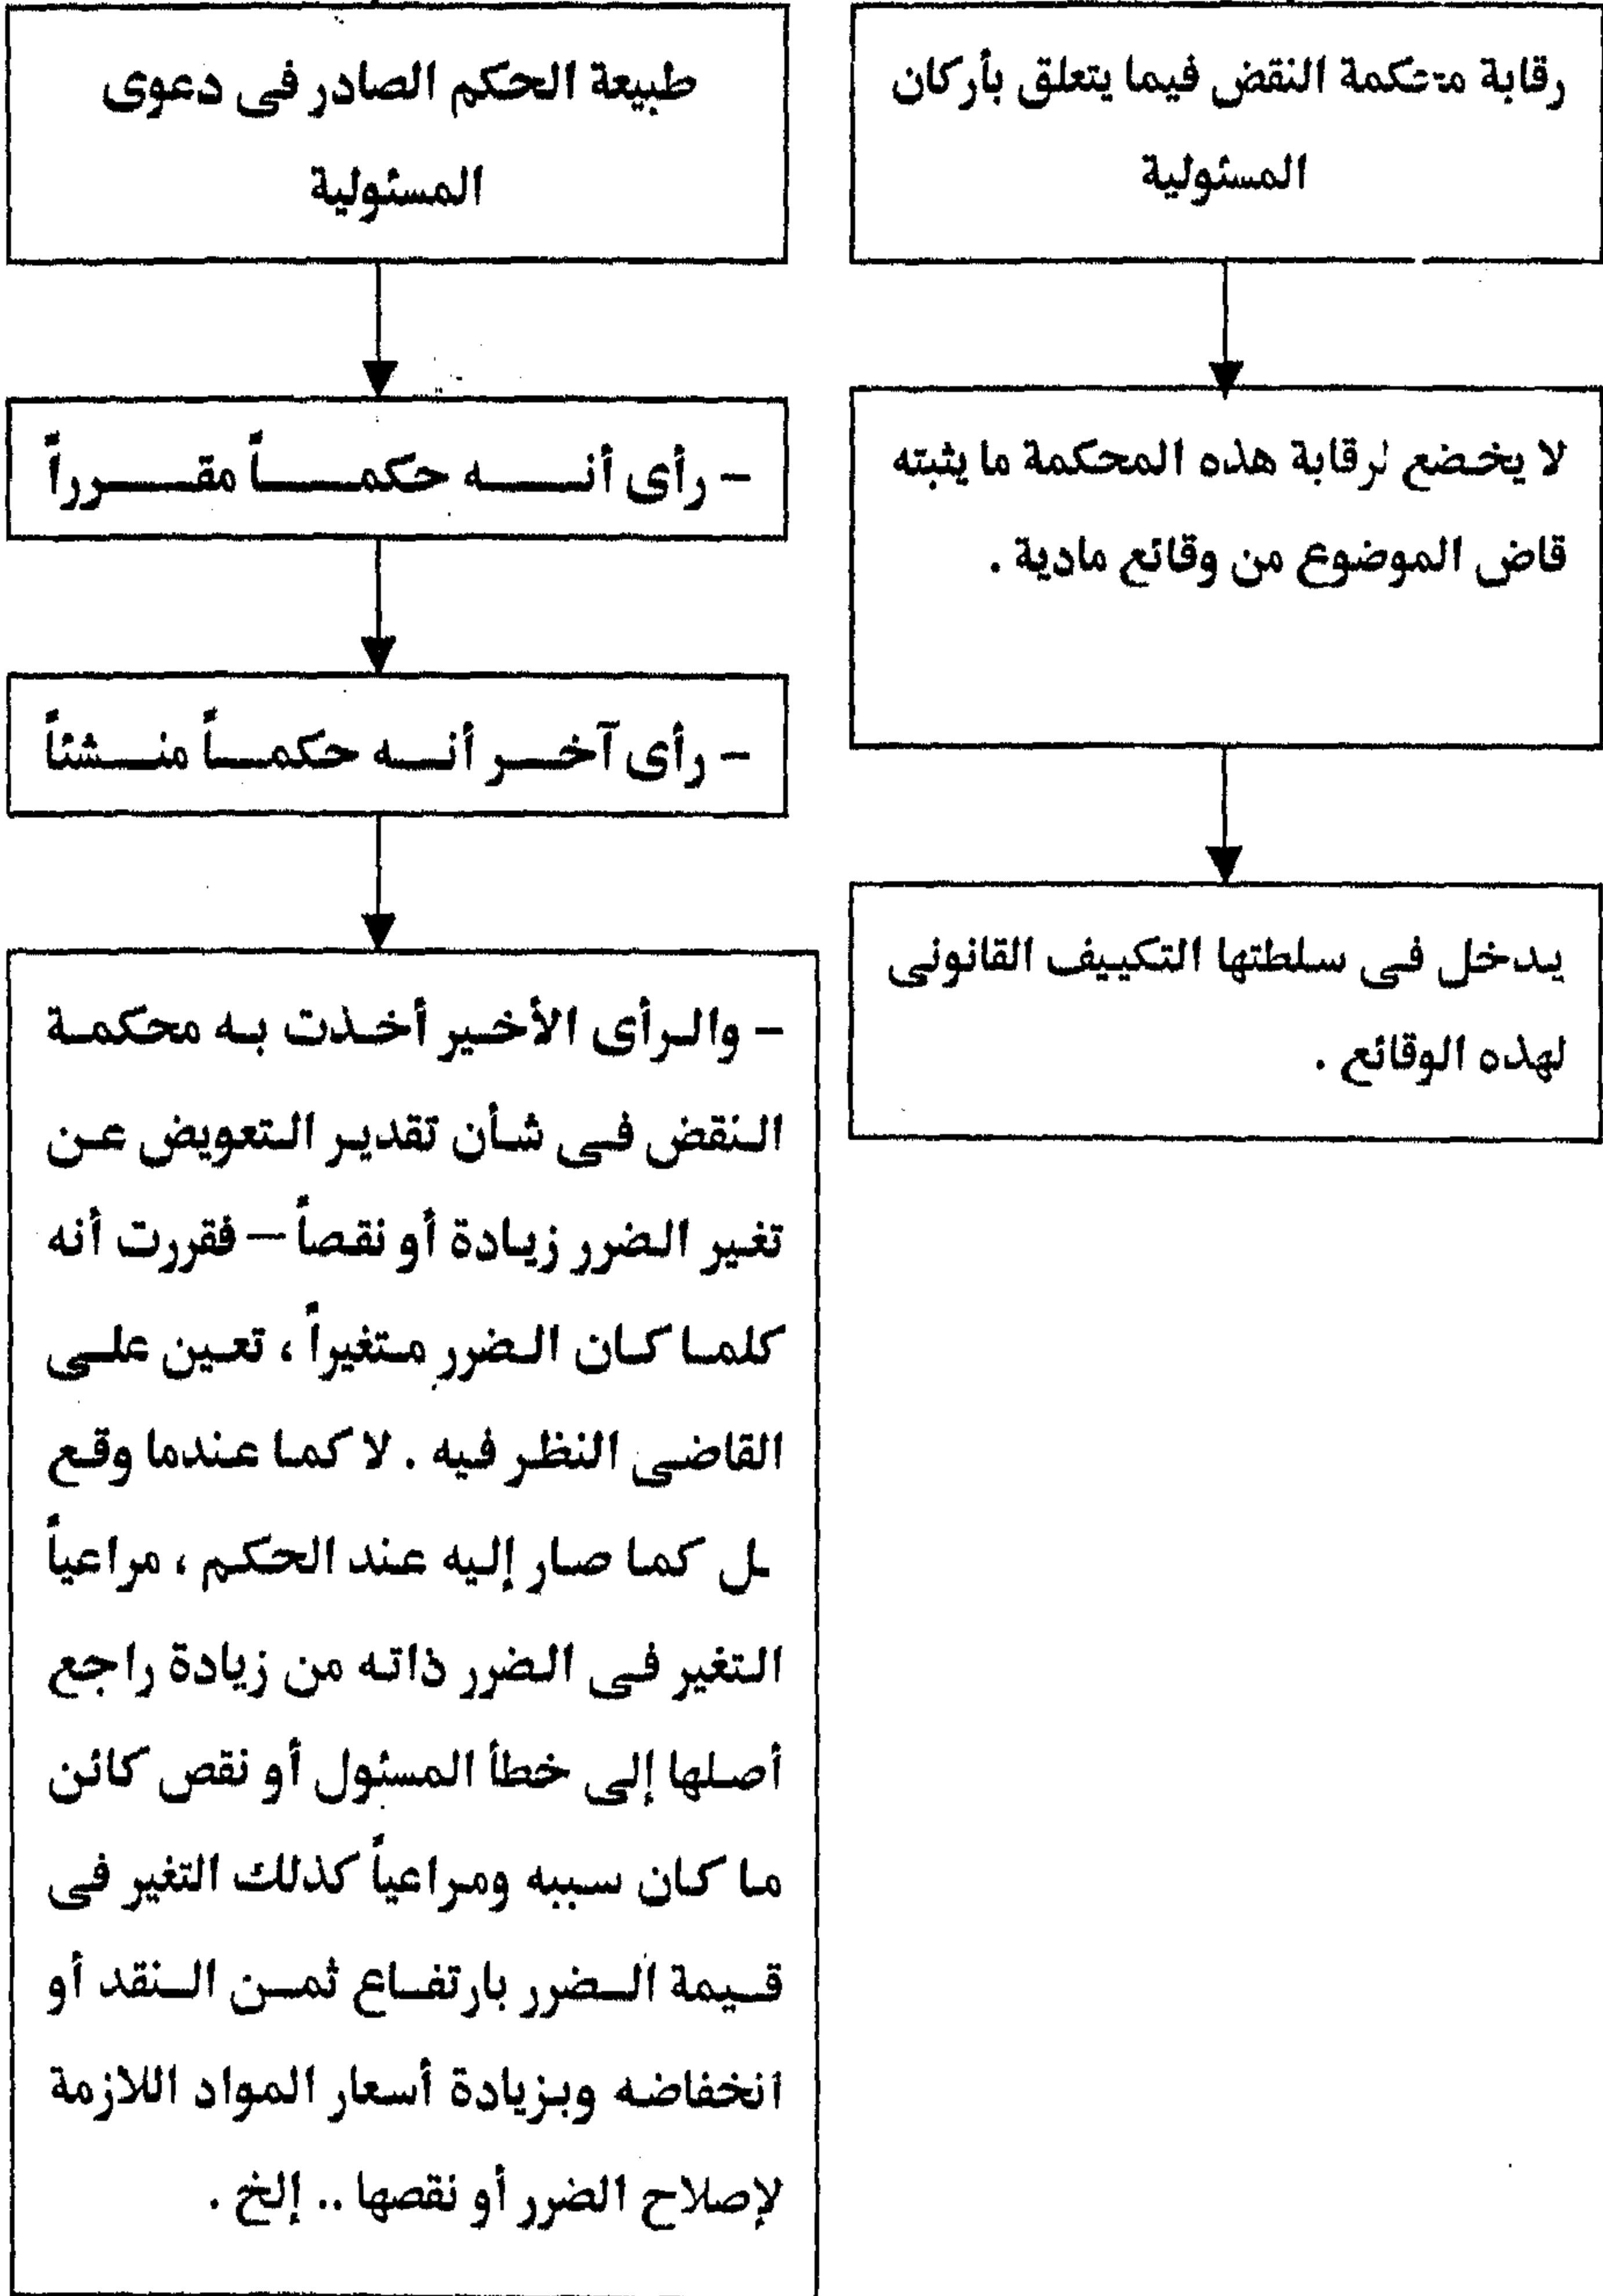 رقابة محكمة النقض فيما يتعلق بأركان
المسئولية
لا يخضع لرقابة هذه المحكمة ما يثبته
قاض الموضوع من وقائع مادية .
يدخل فى سلطتها التكييف القانونى
لهذه الوقائع .
طبيعة الحكم الصادر فى دعوى
المسئولية
– رأى أنه حكماً مقرراً
– رأى آخر أنه حكماً منشئاً
– والرأى الأخير أخذت به محكمة
النقض فى شأن تقدير التعويض عن
تغير الضرر زيادة أو نقصاً – فقررت أنه
كلما كان الضرر متغيراً ، تعين على
القاضى النظر فيه . لا كما عندما وقع
ـل كما صار إليه عند الحكم ، مراعياً
التغير فى الضرر ذاته من زيادة راجع
أصلها إلى خطأ المسئول أو نقص كائن
ما كان سببه ومراعياً كذلك التغير فى
قيمة الضرر بارتفاع ثمن النقد أو
انخفاضه وبزيادة أسعار المواد اللازمة
لإصلاح الضرر أو نقصها .. إلخ .